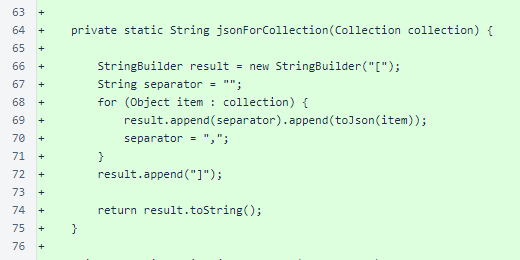 63 +
64 + private static String jsonForCollection(Collection collection) {
65 +
66 + StringBuilder result = new StringBuilder("[");
67 + String separator = "";
68 + for (Object item : collection) {
69 + result.append(separator).append(toJson(item));
70 + separator = ",";
71 + }
72 + result.append("]");
73 +
74 + return result.toString();
75 + }
76 +